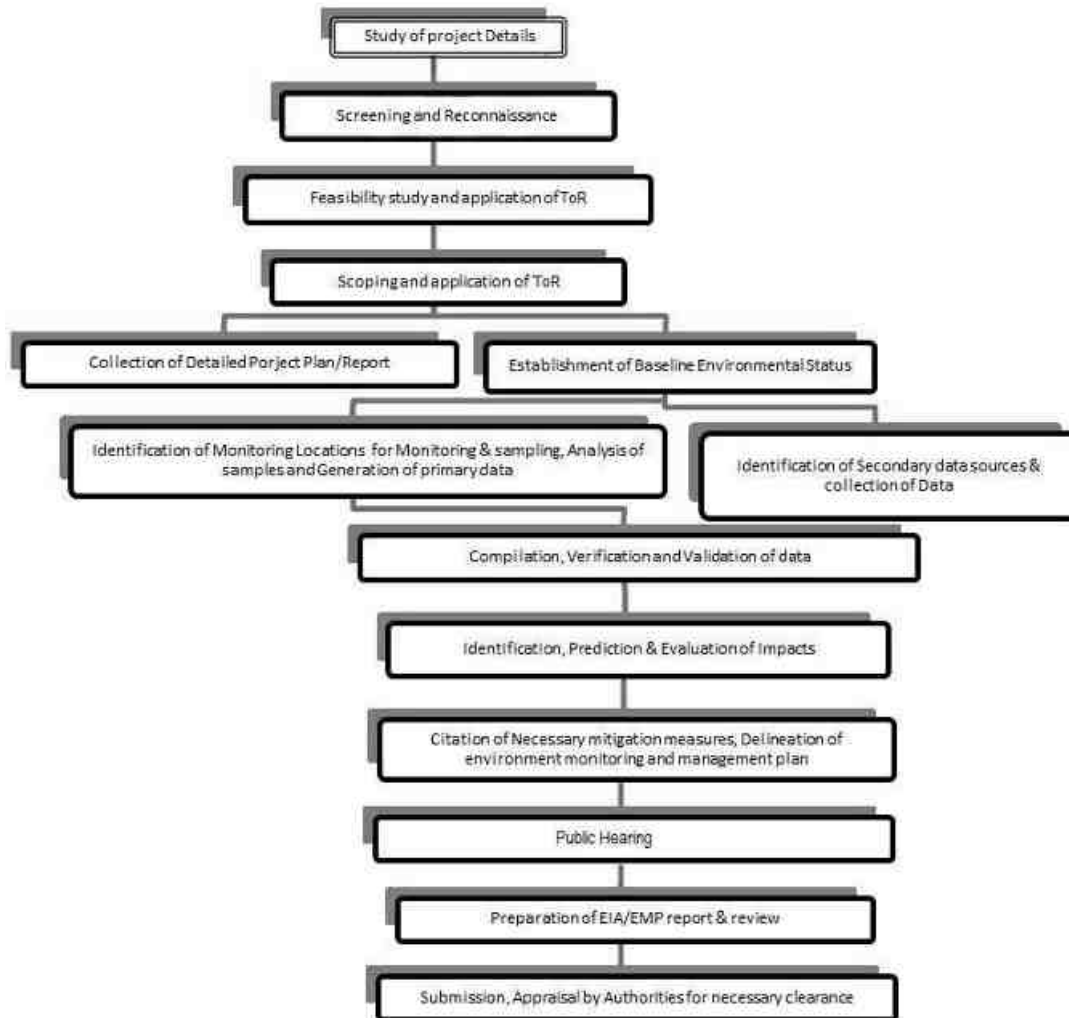 Study of project Details
Screening and Reconnaissance
Feasibility study and application of ToR
Scoping and application of ToR
Collection of Detailed Porject Plan/Report
Establishment of Baseline Environmental Status
Identification of Monitoring Locations for Monitoring & sampling, Analysis of
samples and Generation of primary data
Identification of Secondary data sources &
collection of Data
Compilation, Verification and Validation of data
Identification, Prediction & Evaluation of Impacts
Citation of Necessary mitigation measures, Delineation of
environment monitoring and management plan
Public Hearing
Preparation of EIA/EMP report & review
Submission, Appraisal by Authorities for necessary clearance